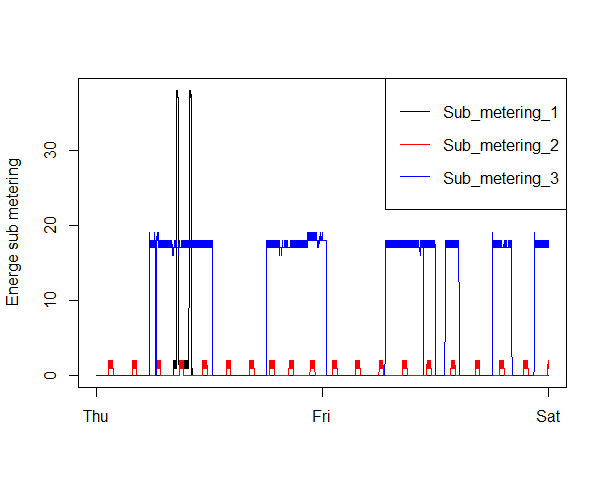 Sub_metering_1
Sub_metering_2
Sub_metering_3
Energe sub metering
30
20
10
0
Thu
Fri
Sat